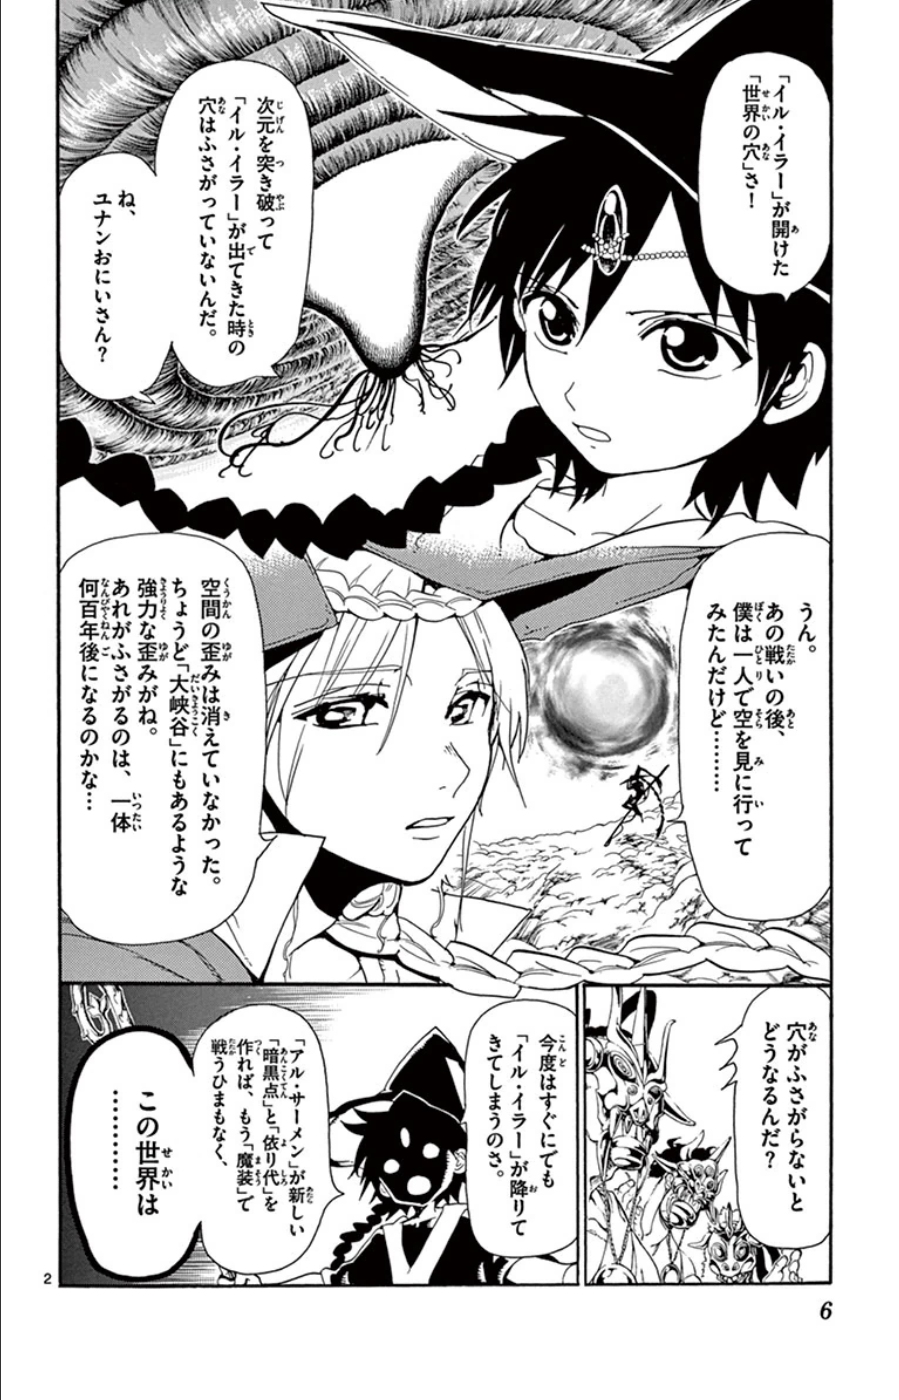 「イル・イラー」が開けた
「世界の穴」さ！
次元を突き破って
「イル・イラー」が出てきた時の
穴はふさがっていないんだ。
ね、
ユナンおにいさん？
うん。
あの戦いの後、
僕は一人で空を見に行って
みたんだけど………
空間の歪みは消えていなかった。
ちょうど「大峡谷」にもあるような
強力な歪みがね。
あれがふさがるのは、一体
何百年後になるのかな…
穴がふさがらないと
どうなるんだ？
今度はすぐにでも
「イル・イラー」が降りて
きてしまうのさ。
「アル・サーメン」が新しい
「暗黒点」と「依り代」を
作れば、もう「魔装」で
戦うひまもなく、
この世界は
…………
2
6